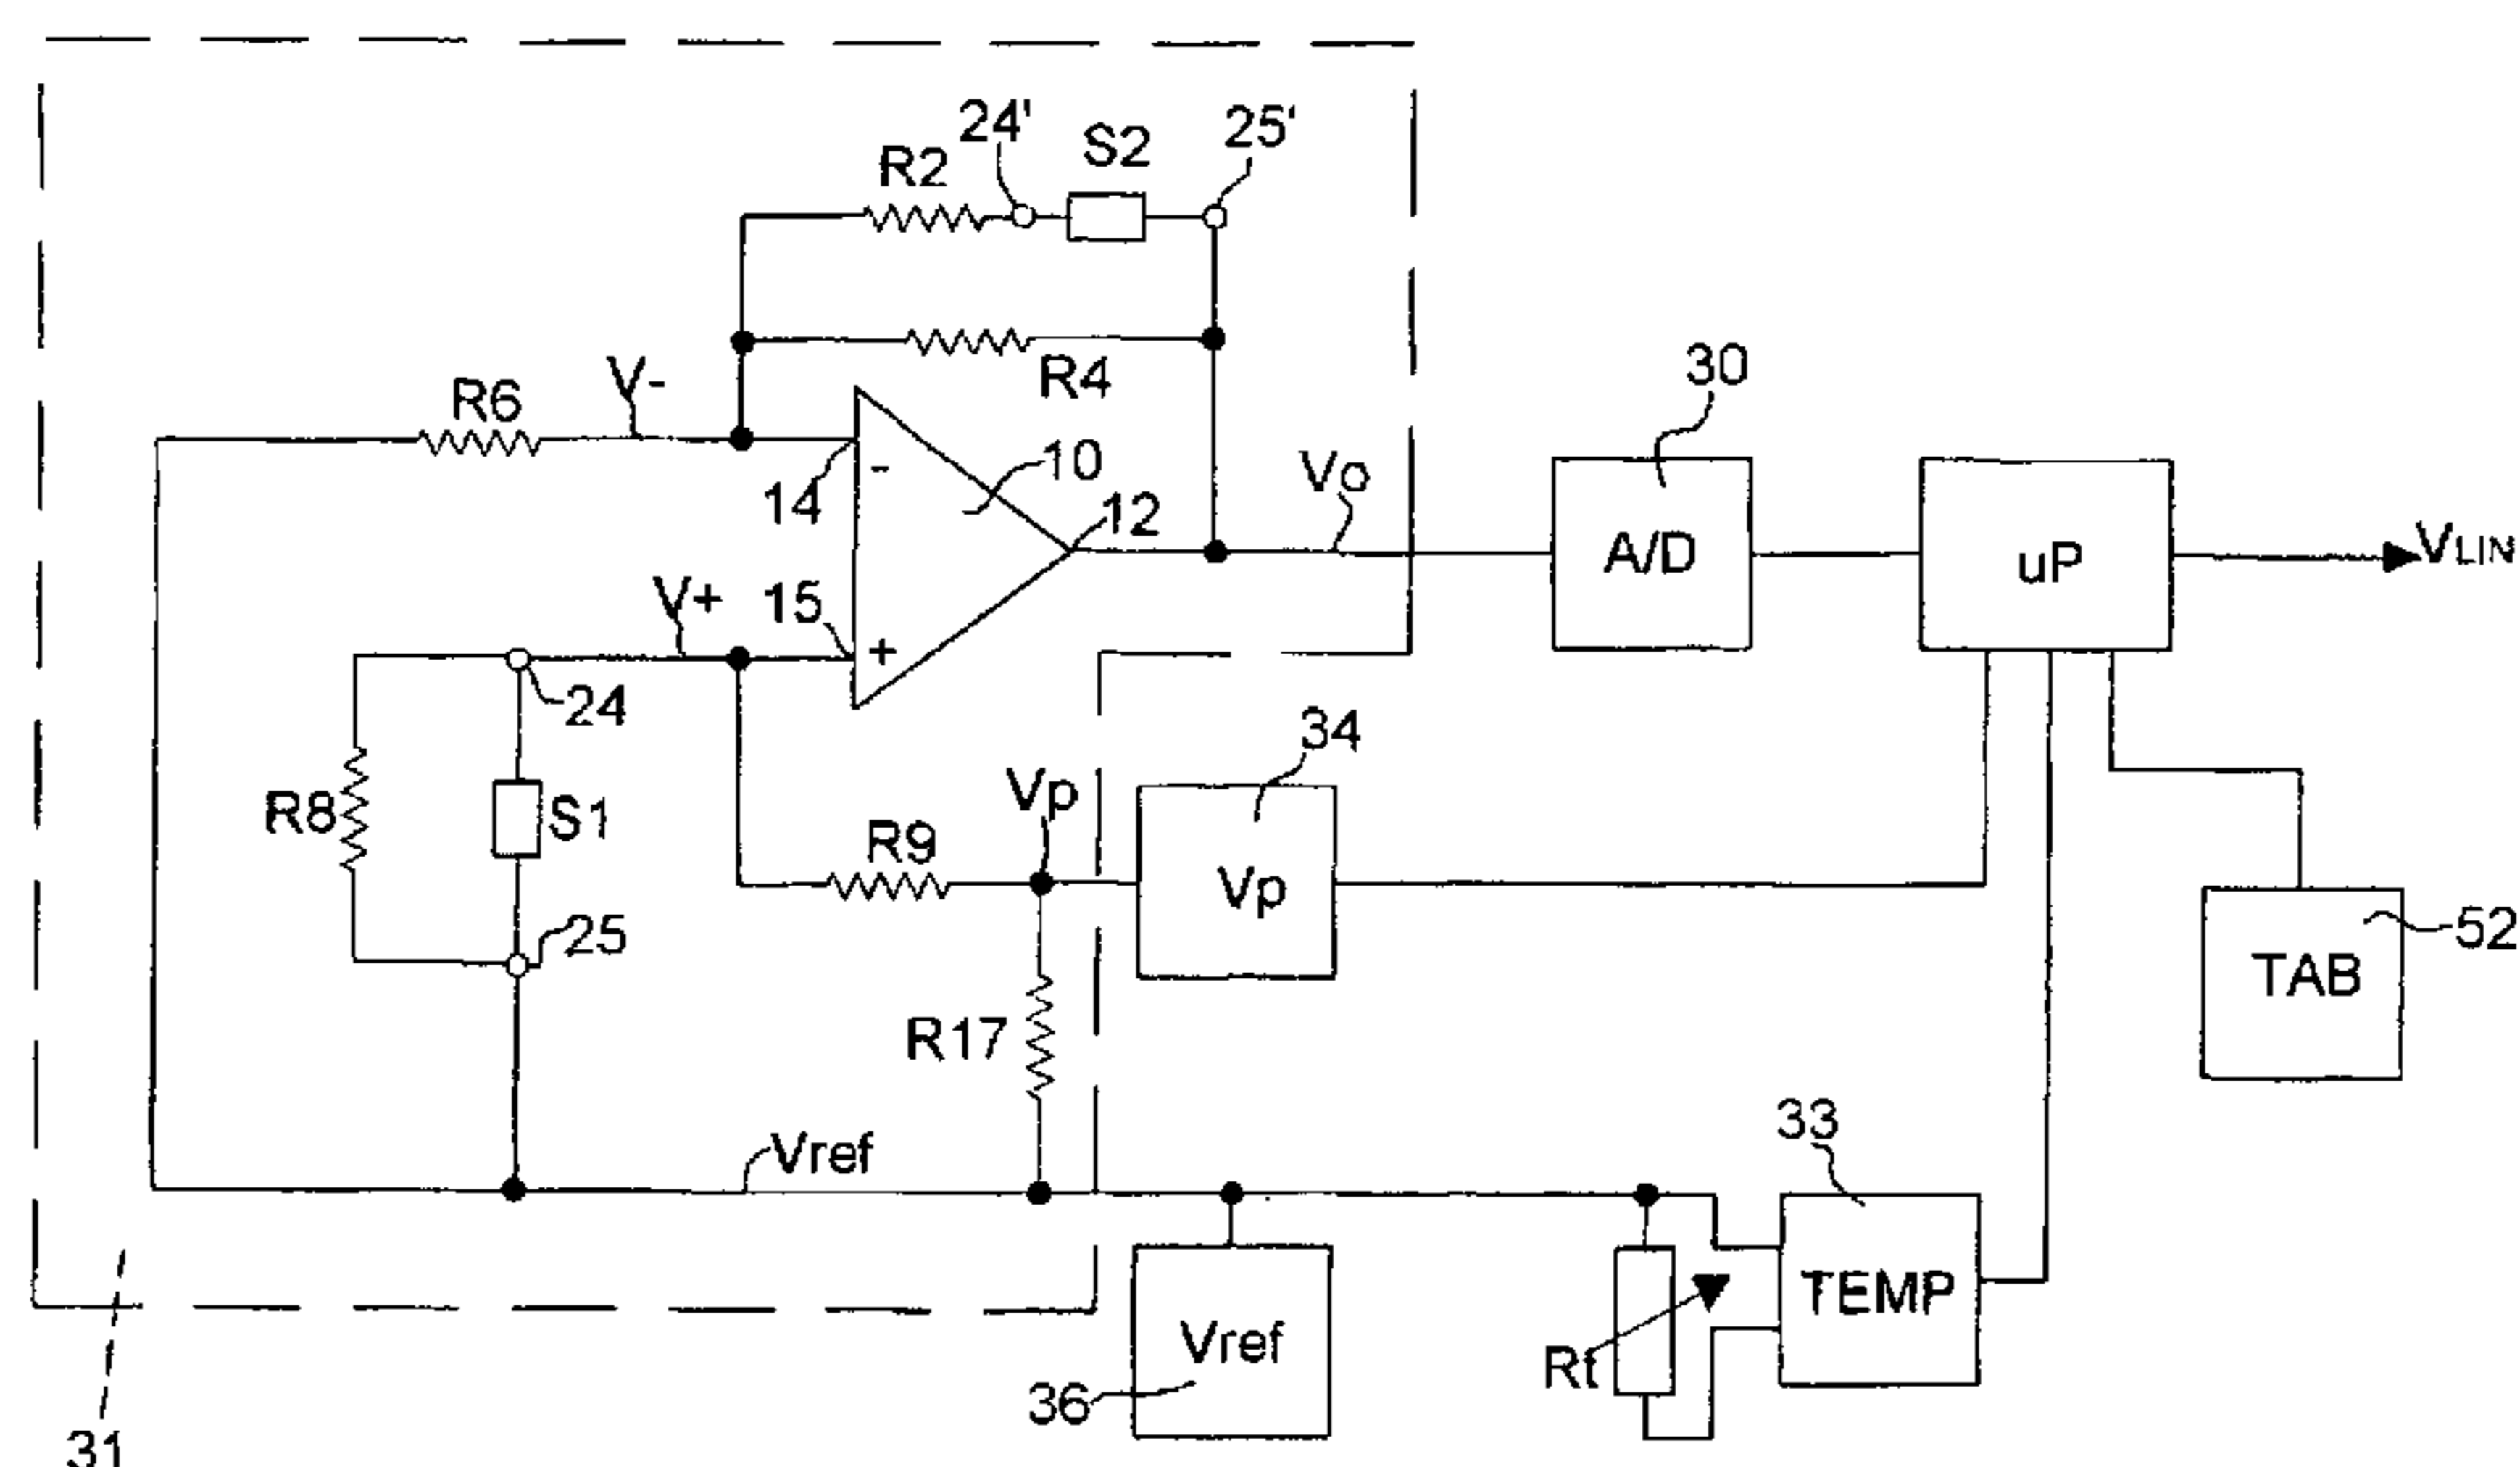 24'
S2
25'
R2
R4
R6
V-
14
-
10
12
Vo
30
A/D
uP
VLIN
V+
15
+
24
R8
S1
25
R9
Vp
34
Vp
R17
52
TAB
Vref
33
TEMP
Rt
Vref
36
31